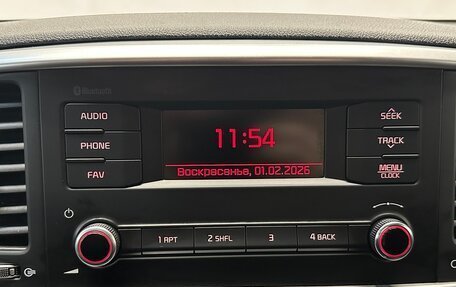 Bluetooth
AUDIO
SEEK
11:54
PHONE
TRACK
Воскресенье, 01.02.2026
FAV
MENU
CLOCK
1 RPT
2 SHFL
3
4 BACK